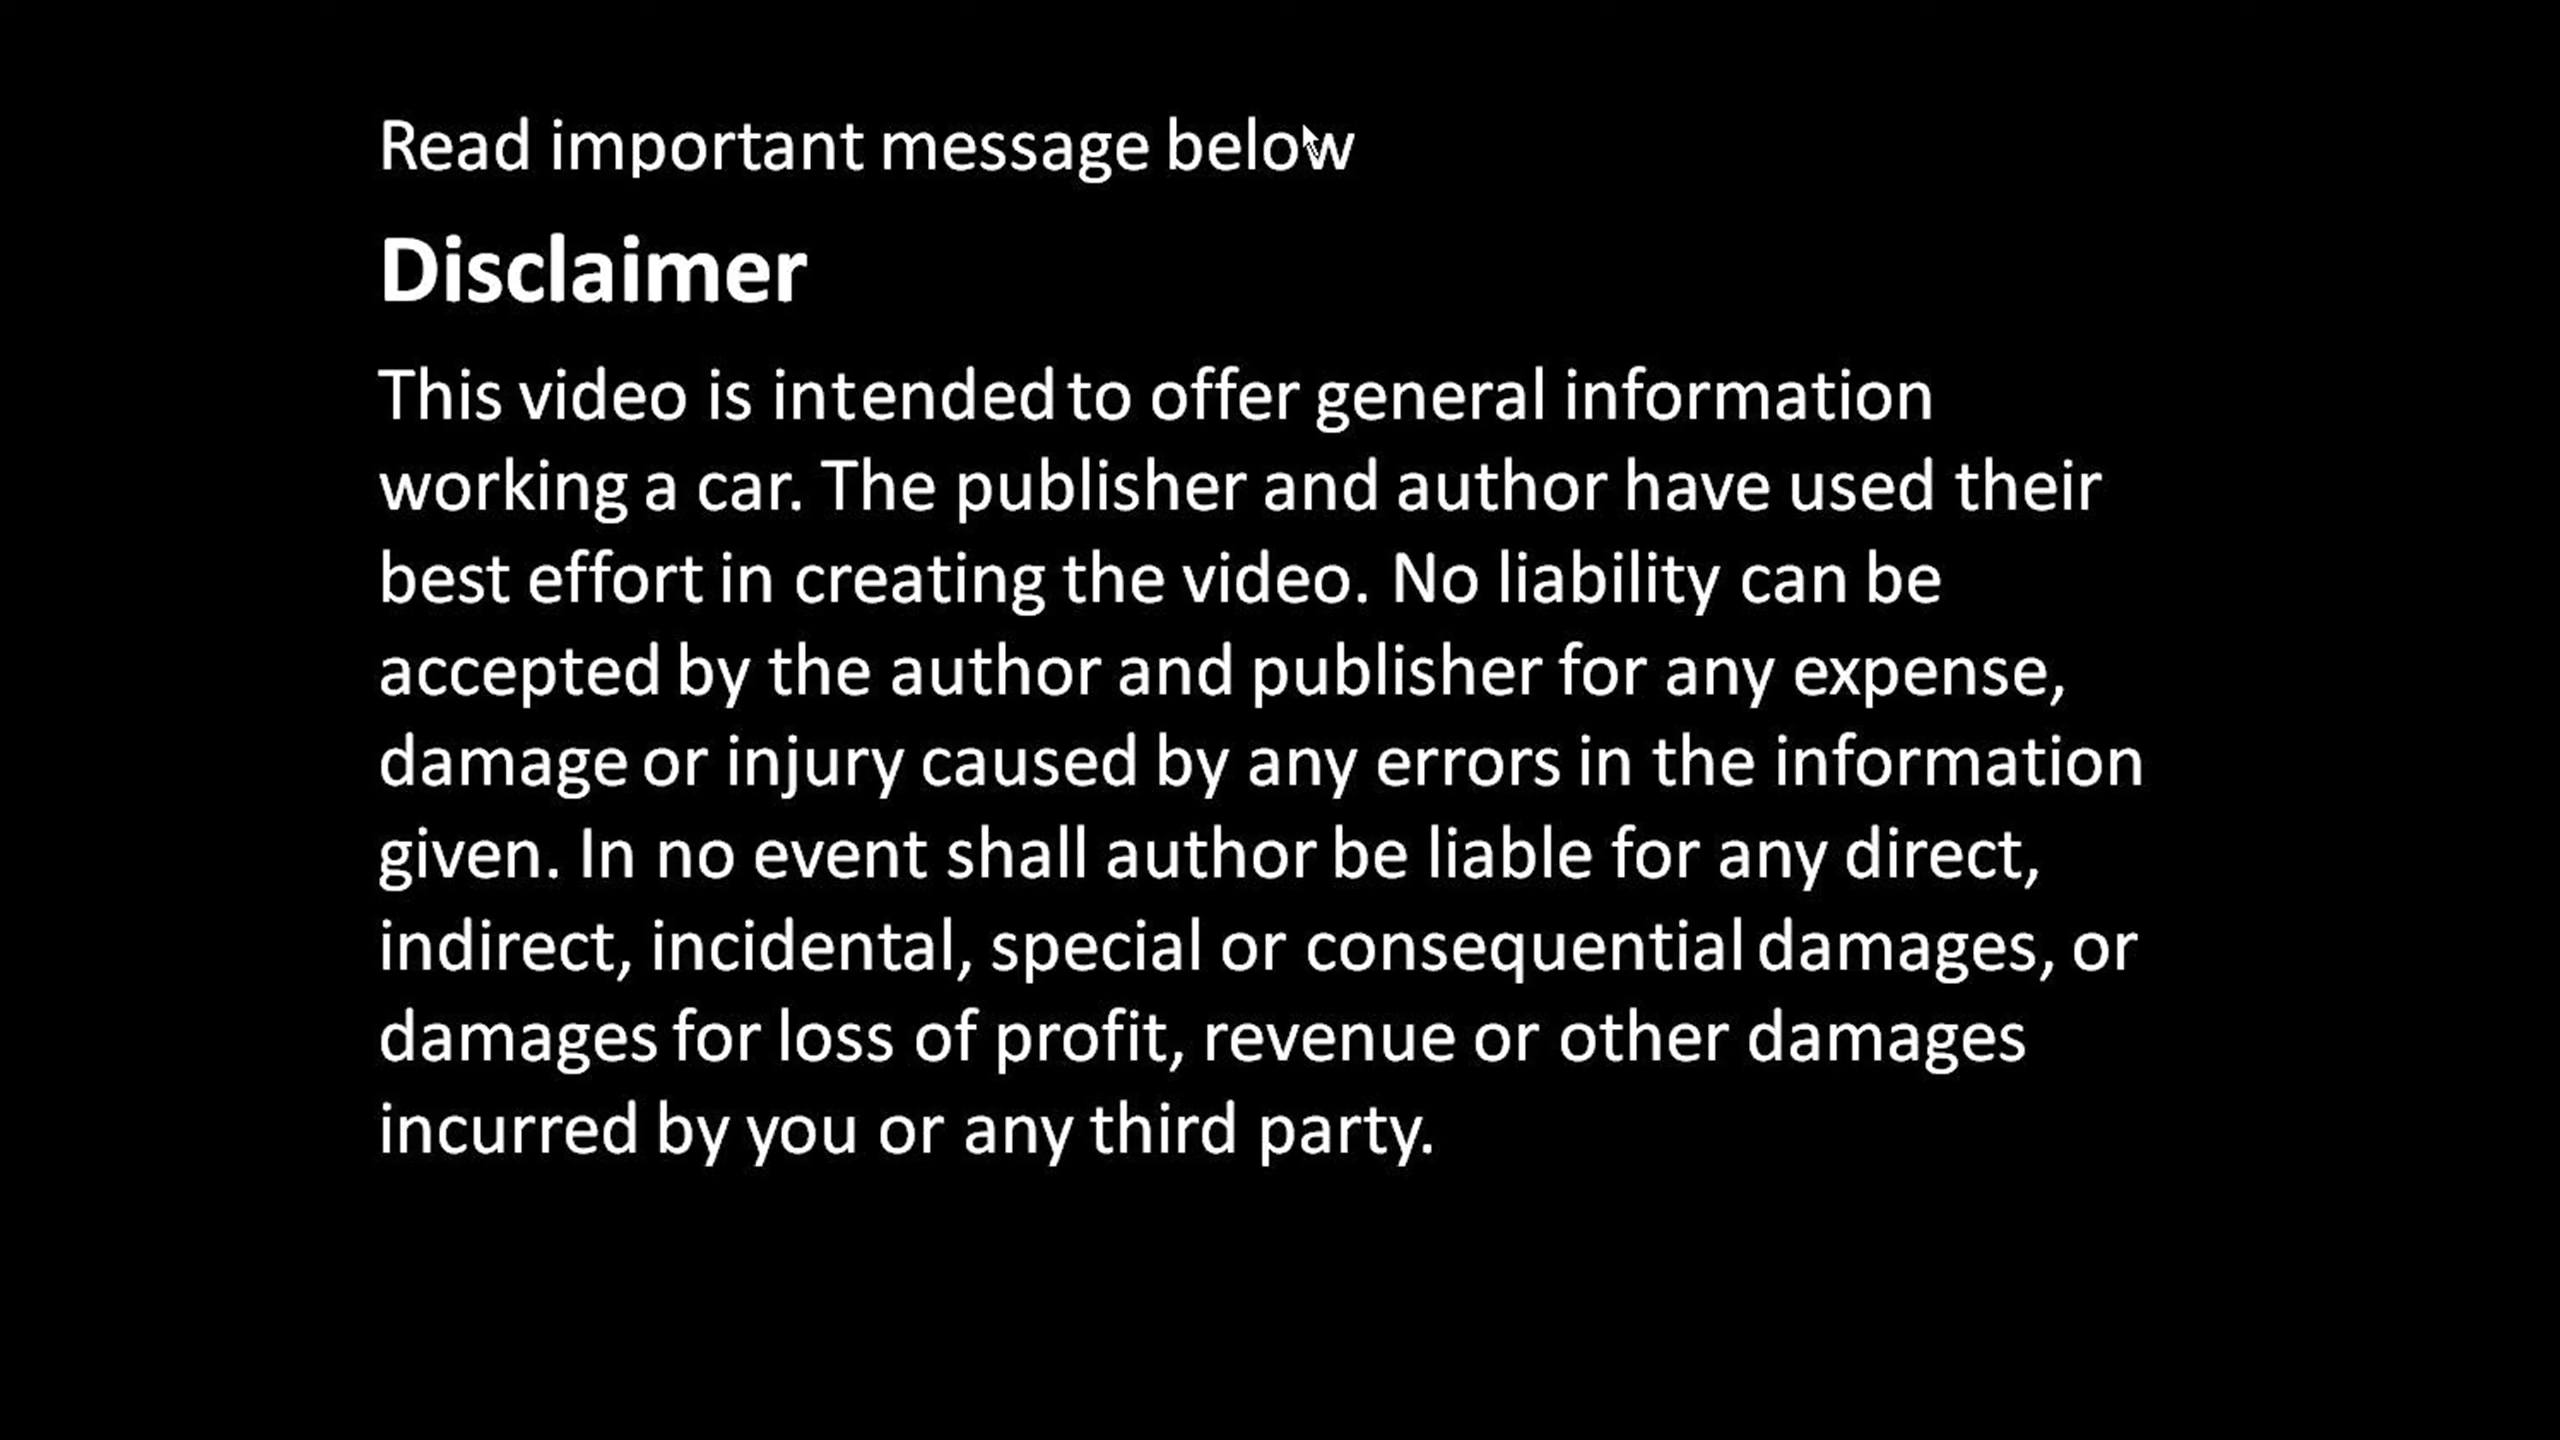 Read important message below
Disclaimer
This video is intended to offer general information
working a car. The publisher and author have used their
best effort in creating the video. No liability can be
accepted by the author and publisher for any expense,
damage or injury caused by any errors in the information
given. In no event shall author be liable for any direct,
indirect, incidental, special or consequential damages, or
damages for loss of profit, revenue or other damages
incurred by you or any third party.